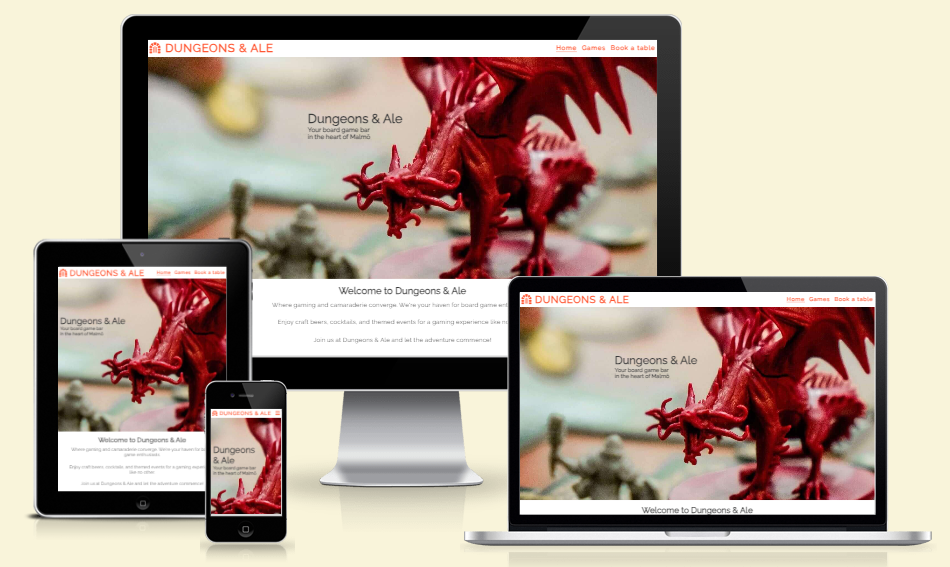 DUNGEONS & ALE
Home Games Book a table
Dungeons & Ale
Your board game bar
in the heart of Malmö
Welcome to Dungeons & Ale
Where gaming and camaraderie converge. We're your haven for board game ent
Enjoy craft beers, cocktails, and themed events for a gaming experience like n
Join us at Dungeons & Ale and let the adventure commence!
DUNGEONS & ALE
Home Games Book a table
Dungeons & Ale
Your board game bar
in the heart of Malmö
Welcome to Dungeons & Ale
Where gaming and camaraderie converge. We're your haven for
game enthusiasts
Enjoy craft beers, cocktails, and themed events for a gaming
like no other
Join us at Dungeons & Ale and let the adventure commence!
DUNGEONS & ALE
Dungeons
& Ale
Your board game bar
in the heart of Malmö
DUNGEONS & ALE
Home Games Book a table
Dungeons & Ale
Your board game bar
in the heart of Malmö
Welcome to Dungeons & Ale